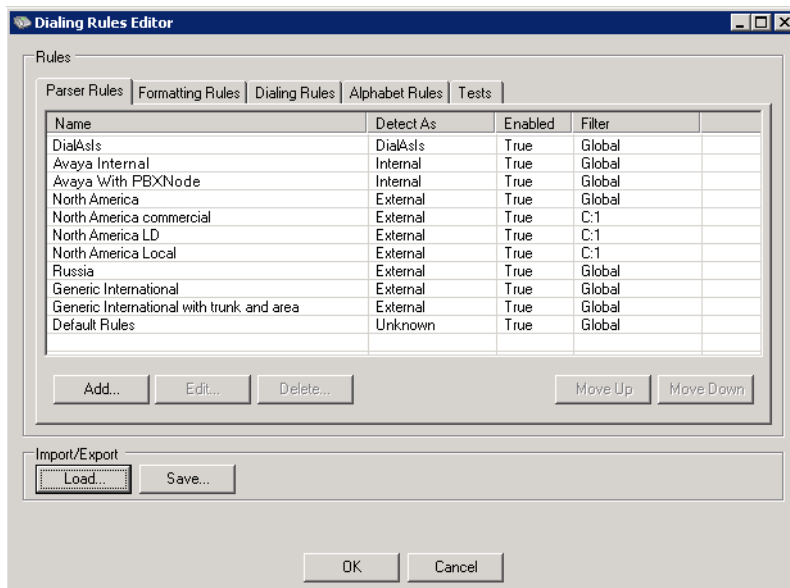 Dialing Rules Editor
Rules
Parser Rules Formatting Rules Dialing Rules Alphabet Rules Tests
Name Detect As Enabled Filter
DialAsIs DialAsIs True Global
Avaya Internal Internal True Global
Avaya With PBXNode Internal True Global
North America External True Global
North America commercial External True C:1
North America LD External True C:1
North America Local External True C:1
Russia External True Global
Generic International External True Global
Generic International with trunk and area External True Global
Default Rules Unknown True Global
Add... Edit... Delete... Move Up Move Down
Import/Export
Load... Save...
OK Cancel